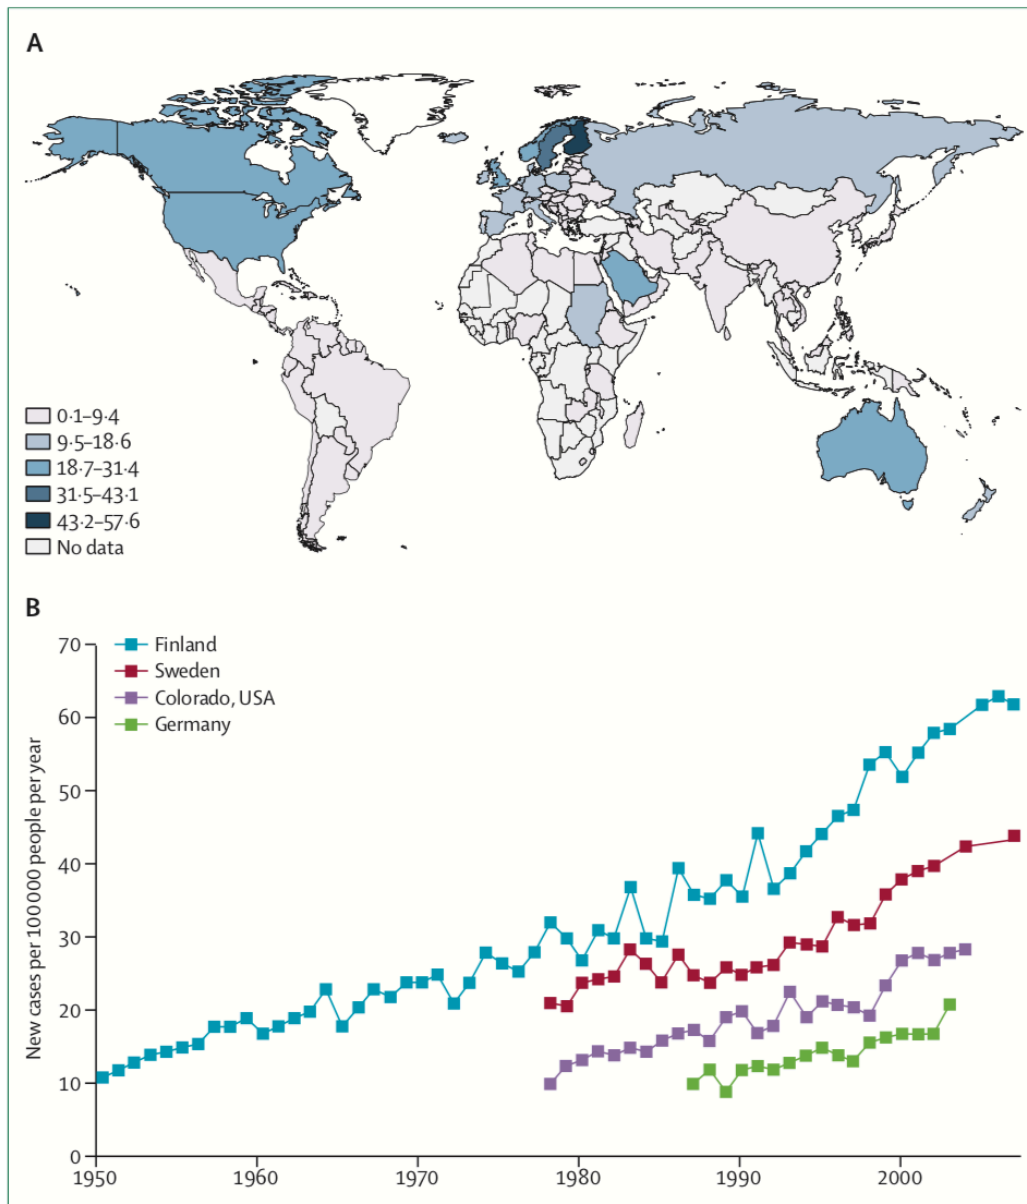 A
0·1–9·4
9·5–18·6
18·7–31·4
31·5–43·1
43·2–57·6
No data
B
Finland
Sweden
Colorado, USA
Germany
New cases per 100 000 people per year
70
60
50
40
30
20
10
0
1950
1960
1970
1980
1990
2000